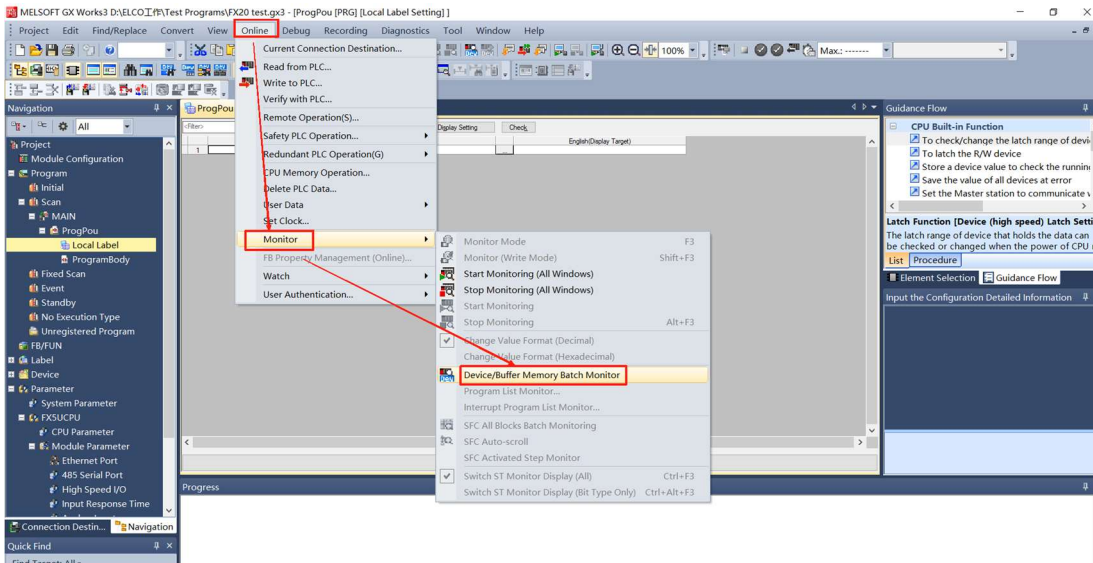 MELSOFT GX Works3 D:\ELCO工作\Test Programs\FX20 test.gx3 - [ProgPou [PRG] [Local Label Setting] ]
Project Edit Find/Replace Convert View Online Debug Recording Diagnostics Tool Window Help
100%
Max.: -------
Navigation
All
Project
Module Configuration
Program
Initial
Scan
MAIN
ProgPou
Local Label
ProgramBody
Fixed Scan
Event
Standby
No Execution Type
Unregistered Program
FB/FUN
Label
Device
Parameter
System Parameter
FX5UCPU
CPU Parameter
Module Parameter
Ethernet Port
485 Serial Port
High Speed I/O
Input Response Time
Connection Destin... Navigation
Quick Find
Find Target: All
ProgPou
<Filter>
1
Display Setting Check
English(Display Target)
...
Current Connection Destination...
Read from PLC...
Write to PLC...
Verify with PLC...
Remote Operation(S)...
Safety PLC Operation...
Redundant PLC Operation(G)
CPU Memory Operation...
Delete PLC Data...
User Data
Set Clock...
Monitor
FB Property Management (Online)...
Watch
User Authentication...
Monitor Mode F3
Monitor (Write Mode) Shift+F3
Start Monitoring (All Windows)
Stop Monitoring (All Windows)
Start Monitoring
Stop Monitoring Alt+F3
Change Value Format (Decimal)
Change Value Format (Hexadecimal)
Device/Buffer Memory Batch Monitor
Program List Monitor...
Interrupt Program List Monitor...
SFC All Blocks Batch Monitoring
SFC Auto-scroll
SFC Activated Step Monitor
Switch ST Monitor Display (All) Ctrl+F3
Switch ST Monitor Display (Bit Type Only) Ctrl+Alt+F3
Progress
Guidance Flow
CPU Built-in Function
To check/change the latch range of devi
To latch the R/W device
Store a device value to check the running
Save the value of all devices at error
Set the Master station to communicate
Latch Function [Device (high speed) Latch Setti
The latch range of device that holds the data can
be checked or changed when the power of CPU
List Procedure
Element Selection Guidance Flow
Input the Configuration Detailed Information